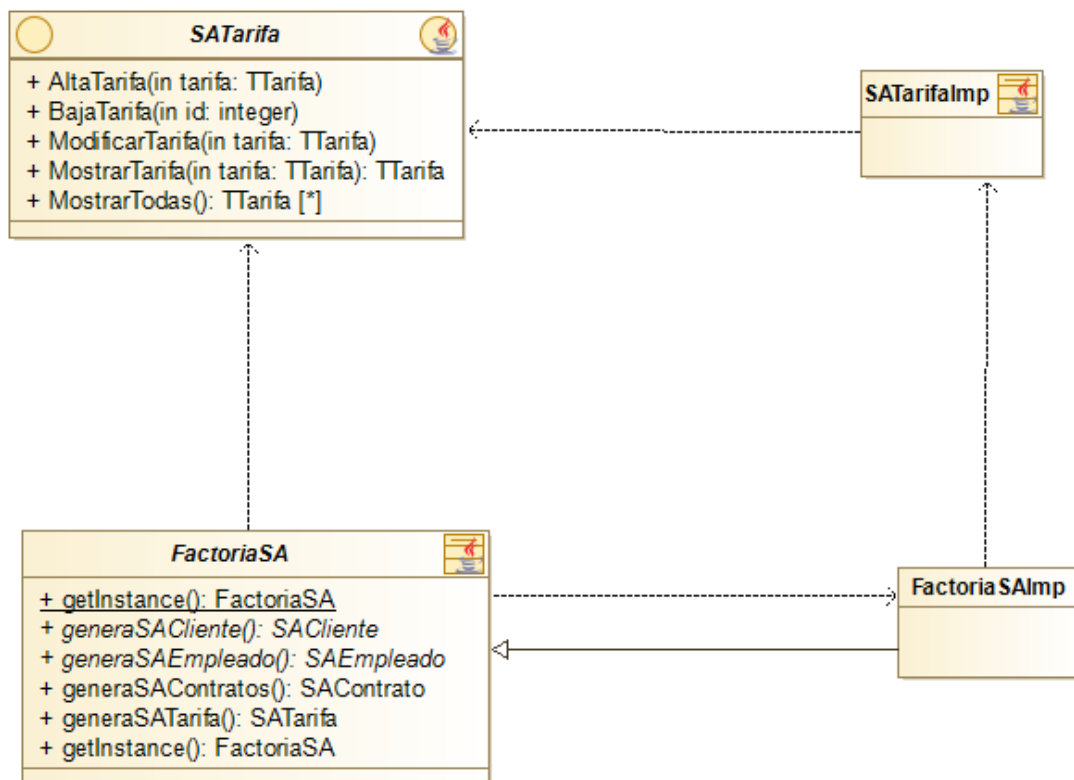 SATarifa
+ AltaTarifa(in tarifa: TTarifa)
+ BajaTarifa(in id: integer)
+ ModificarTarifa(in tarifa: TTarifa)
+ MostrarTarifa(in tarifa: TTarifa): TTarifa
+ MostrarTodas(): TTarifa [*]
SATarifaImp
FactoriaSA
+ getInstance(): FactoriaSA
+ generaSACliente(): SACliente
+ generaSAEmpleado(): SAEmpleado
+ generaSAContratos(): SAContrato
+ generaSATarifa(): SATarifa
+ getInstance(): FactoriaSA
FactoriaSAImp